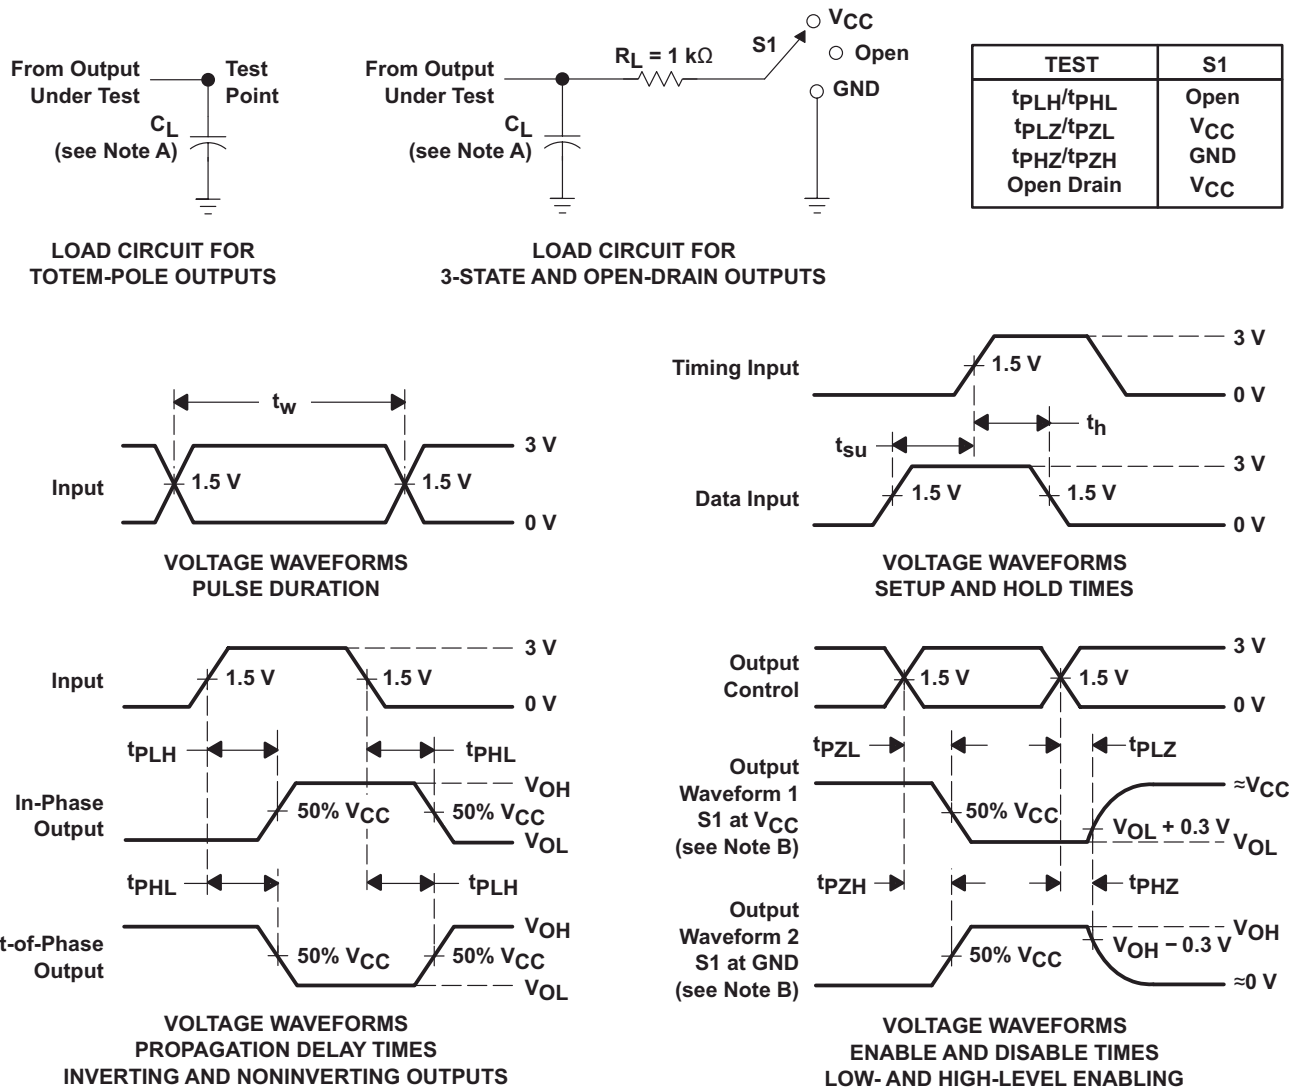 From Output
Under Test
Test
Point
CL
(see Note A)
LOAD CIRCUIT FOR
TOTEM-POLE OUTPUTS
From Output
Under Test
RL = 1 kΩ
S1
VCC
Open
GND
CL
(see Note A)
LOAD CIRCUIT FOR
3-STATE AND OPEN-DRAIN OUTPUTS
TEST S1
tPLH/tPHL Open
tPLZ/tPZL VCC
tPHZ/tPZH GND
Open Drain VCC
tw
Input
1.5 V
1.5 V
3 V
0 V
VOLTAGE WAVEFORMS
PULSE DURATION
Timing Input
1.5 V
3 V
0 V
tsu
th
Data Input
1.5 V
1.5 V
3 V
0 V
VOLTAGE WAVEFORMS
SETUP AND HOLD TIMES
Input
1.5 V
1.5 V
3 V
0 V
tPLH
tPHL
In-Phase
Output
50% VCC
50% VCC
VOH
VOL
tPHL
tPLH
t-of-Phase
Output
50% VCC
50% VCC
VOH
VOL
VOLTAGE WAVEFORMS
PROPAGATION DELAY TIMES
INVERTING AND NONINVERTING OUTPUTS
Output
Control
1.5 V
1.5 V
3 V
0 V
tPZL
tPLZ
Output
Waveform 1
S1 at VCC
(see Note B)
50% VCC
VOL + 0.3 V
≈VCC
VOL
tPZH
tPHZ
Output
Waveform 2
S1 at GND
(see Note B)
50% VCC
VOH − 0.3 V
VOH
≈0 V
VOLTAGE WAVEFORMS
ENABLE AND DISABLE TIMES
LOW- AND HIGH-LEVEL ENABLING